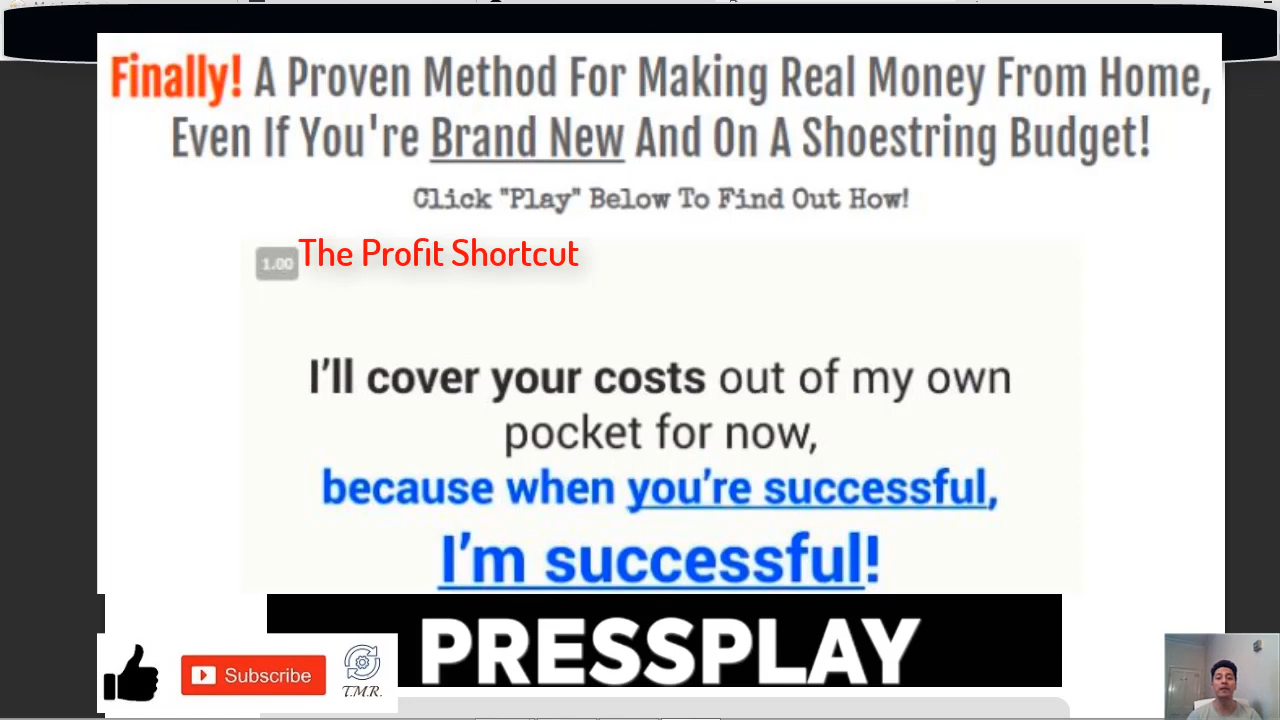 Finally! A Proven Method For Making Real Money From Home,
Even If You're Brand New And On A Shoestring Budget!
Click "Play" Below To Find Out How!
1.00
The Profit Shortcut
I'll cover your costs out of my own
pocket for now,
because when you're successful,
I'm successful!
PRESSPLAY
Subscribe
T.M.R.